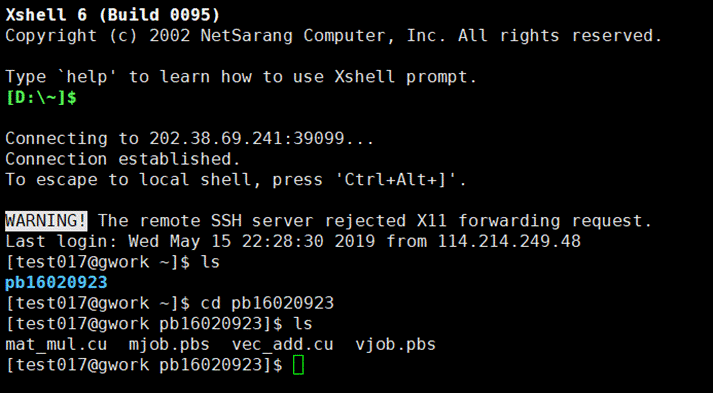 Xshell 6 (Build 0095)
Copyright (c) 2002 NetSarang Computer, Inc. All rights reserved.
Type `help' to learn how to use Xshell prompt.
[D:\~]$
Connecting to 202.38.69.241:39099...
Connection established.
To escape to local shell, press 'Ctrl+Alt+]'.
WARNING! The remote SSH server rejected X11 forwarding request.
Last login: Wed May 15 22:28:30 2019 from 114.214.249.48
[test017@gwork ~]$ ls
pb16020923
[test017@gwork ~]$ cd pb16020923
[test017@gwork pb16020923]$ ls
mat_mul.cu  mjob.pbs  vec_add.cu  vjob.pbs
[test017@gwork pb16020923]$